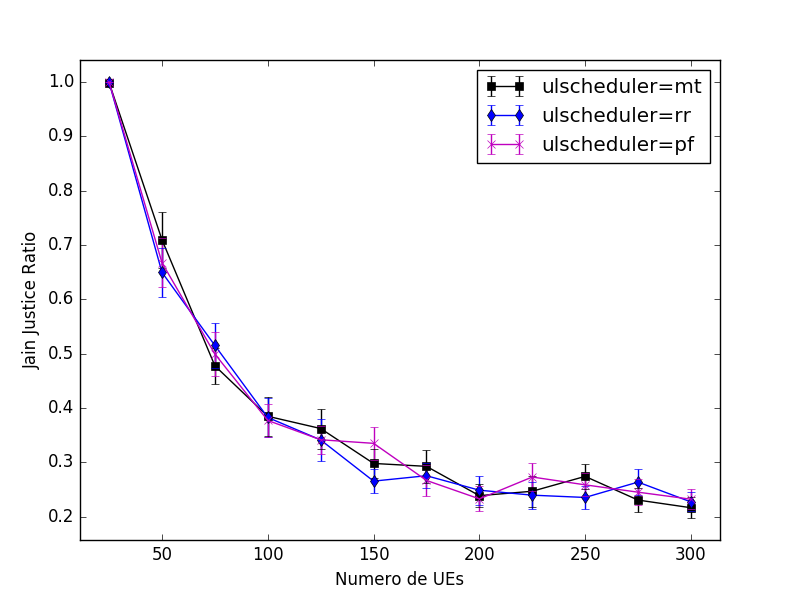 ulscheduler=mt
ulscheduler=rr
ulscheduler=pf
Jain Justice Ratio
1.0
0.9
0.8
0.7
0.6
0.5
0.4
0.3
0.2
50 100 150 200 250 300
Numero de UEs